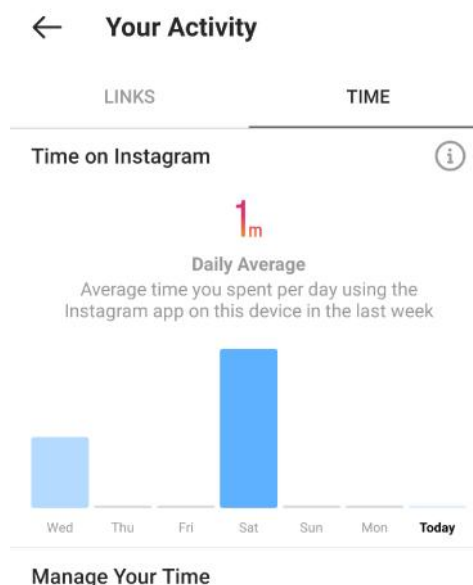 Your Activity
LINKS TIME
Time on Instagram
1m
Daily Average
Average time you spent per day using the
Instagram app on this device in the last week
Wed Thu Fri Sat Sun Mon Today
Manage Your Time